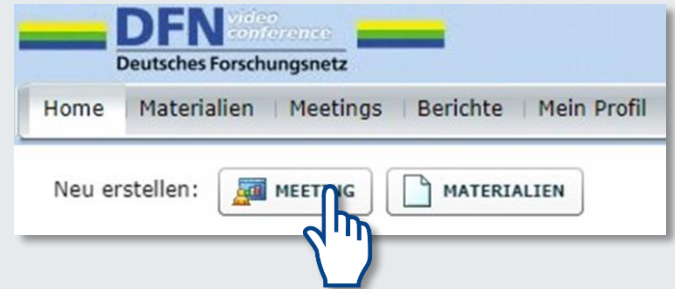 DFN video
conference
Deutsches Forschungsnetz
Home Materialien Meetings Berichte Mein Profil
Neu erstellen: MEETING MATERIALIEN